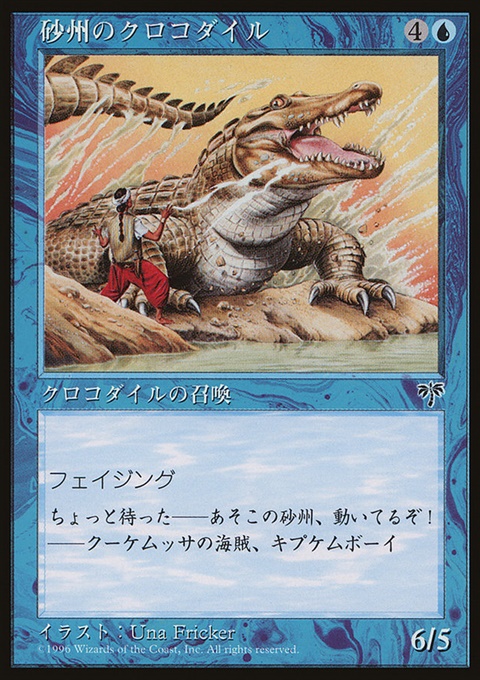 砂州のクロコダイル 4
クロコダイルの召喚
フェイジング
ちょっと待った──あそこの砂州、動いてるぞ！
──クーケムッサの海賊、キプケムボーイ
イラスト：Una Fricker
©1996 Wizards of the Coast, Inc. All rights reserved.
6/5